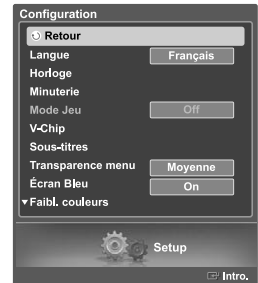 Configuration
Retour
Langue Français
Horloge
Minuterie
Mode Jeu Off
V-Chip
Sous-titres
Transparence menu Moyenne
Écran Bleu On
▼Faibl. couleurs
Setup
Intro.